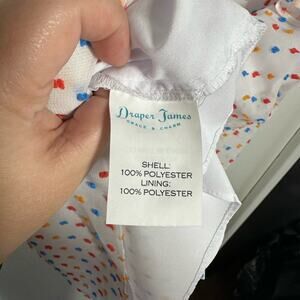 Draper James
GRACE & CHARM
SHELL:
100% POLYESTER
LINING:
100% POLYESTER